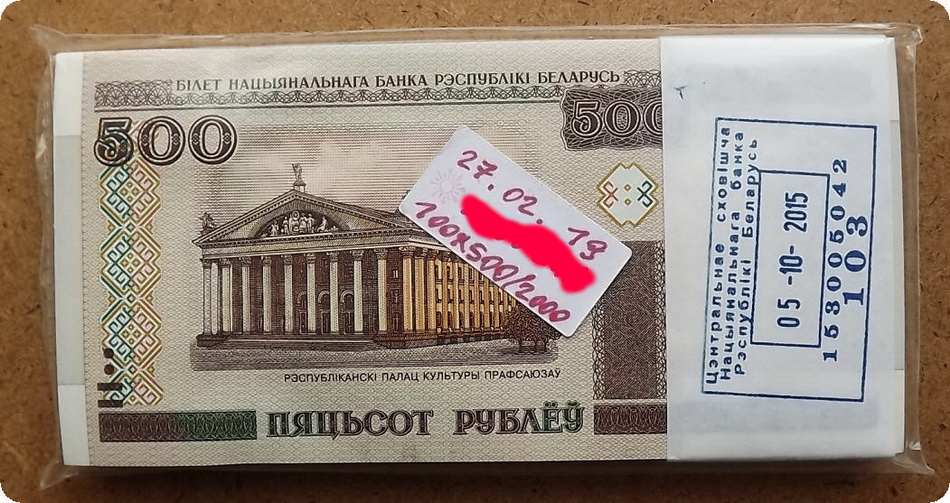 БІЛЕТ НАЦЫЯНАЛЬНАГА БАНКА РЭСПУБЛІКІ БЕЛАРУСЬ
500
500
27.02.
19
100x500/2000
РЭСПУБЛІКАНСКІ ПАЛАЦ КУЛЬТУРЫ ПРАФСАЮЗАЎ
ПЯЦЬСОТ РУБЛЁЎ
Цэнтральнае сховішча
Нацыянальнага банка
Рэспублікі Беларусь
05-10-2015
153005042
103